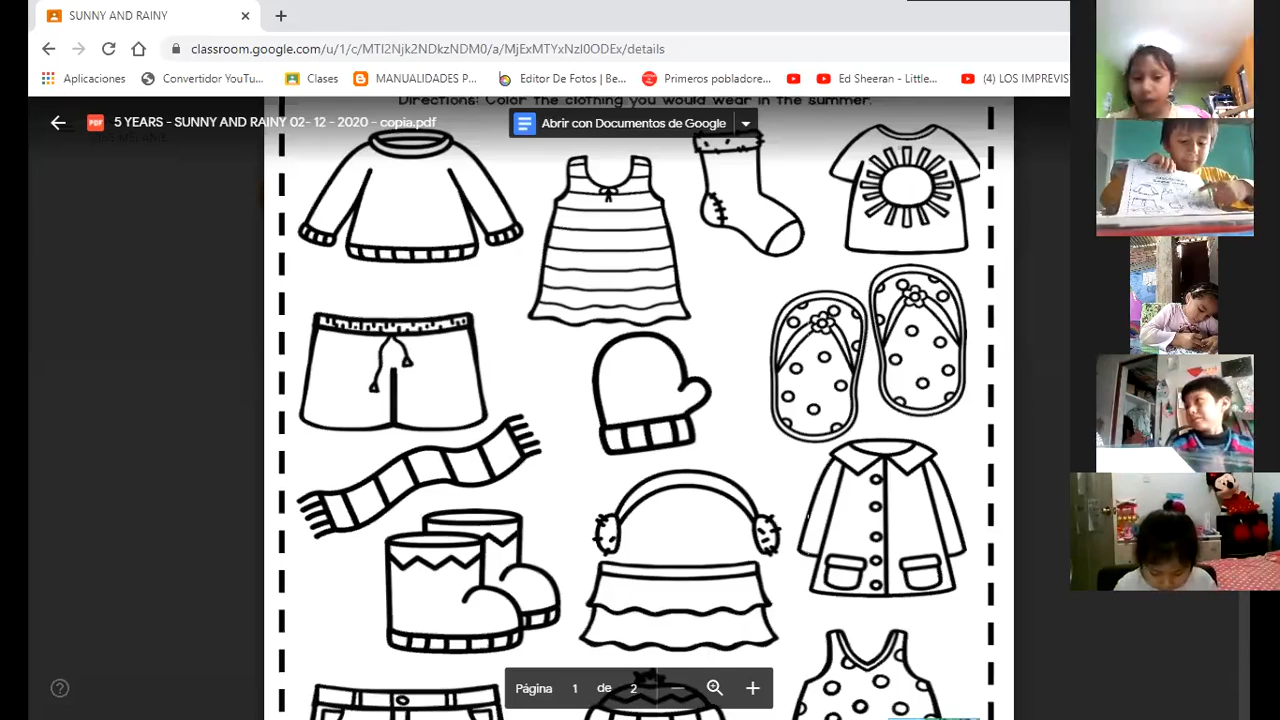 SUNNY AND RAINY
classroom.google.com/u/1/c/MTI2Njk2NDkzNDM0/a/MjExMTYxNzI0ODEx/details
Aplicaciones Convertidor YouTu... Clases MANUALIDADES P... Editor De Fotos | Be... Primeros pobladore... Ed Sheeran - Little... (4) LOS IMPREVIS
Directions: Color the clothing you would wear in the summer.
5 YEARS - SUNNY AND RAINY 02- 12 - 2020 - copia.pdf
Abrir con Documentos de Google
Página 1 de 2